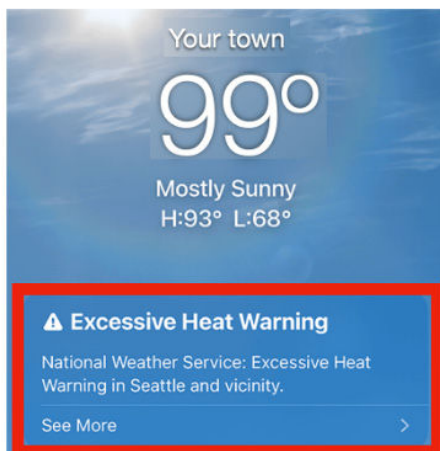 Your town
99°
Mostly Sunny
H:93° L:68°
Excessive Heat Warning
National Weather Service: Excessive Heat
Warning in Seattle and vicinity.
See More